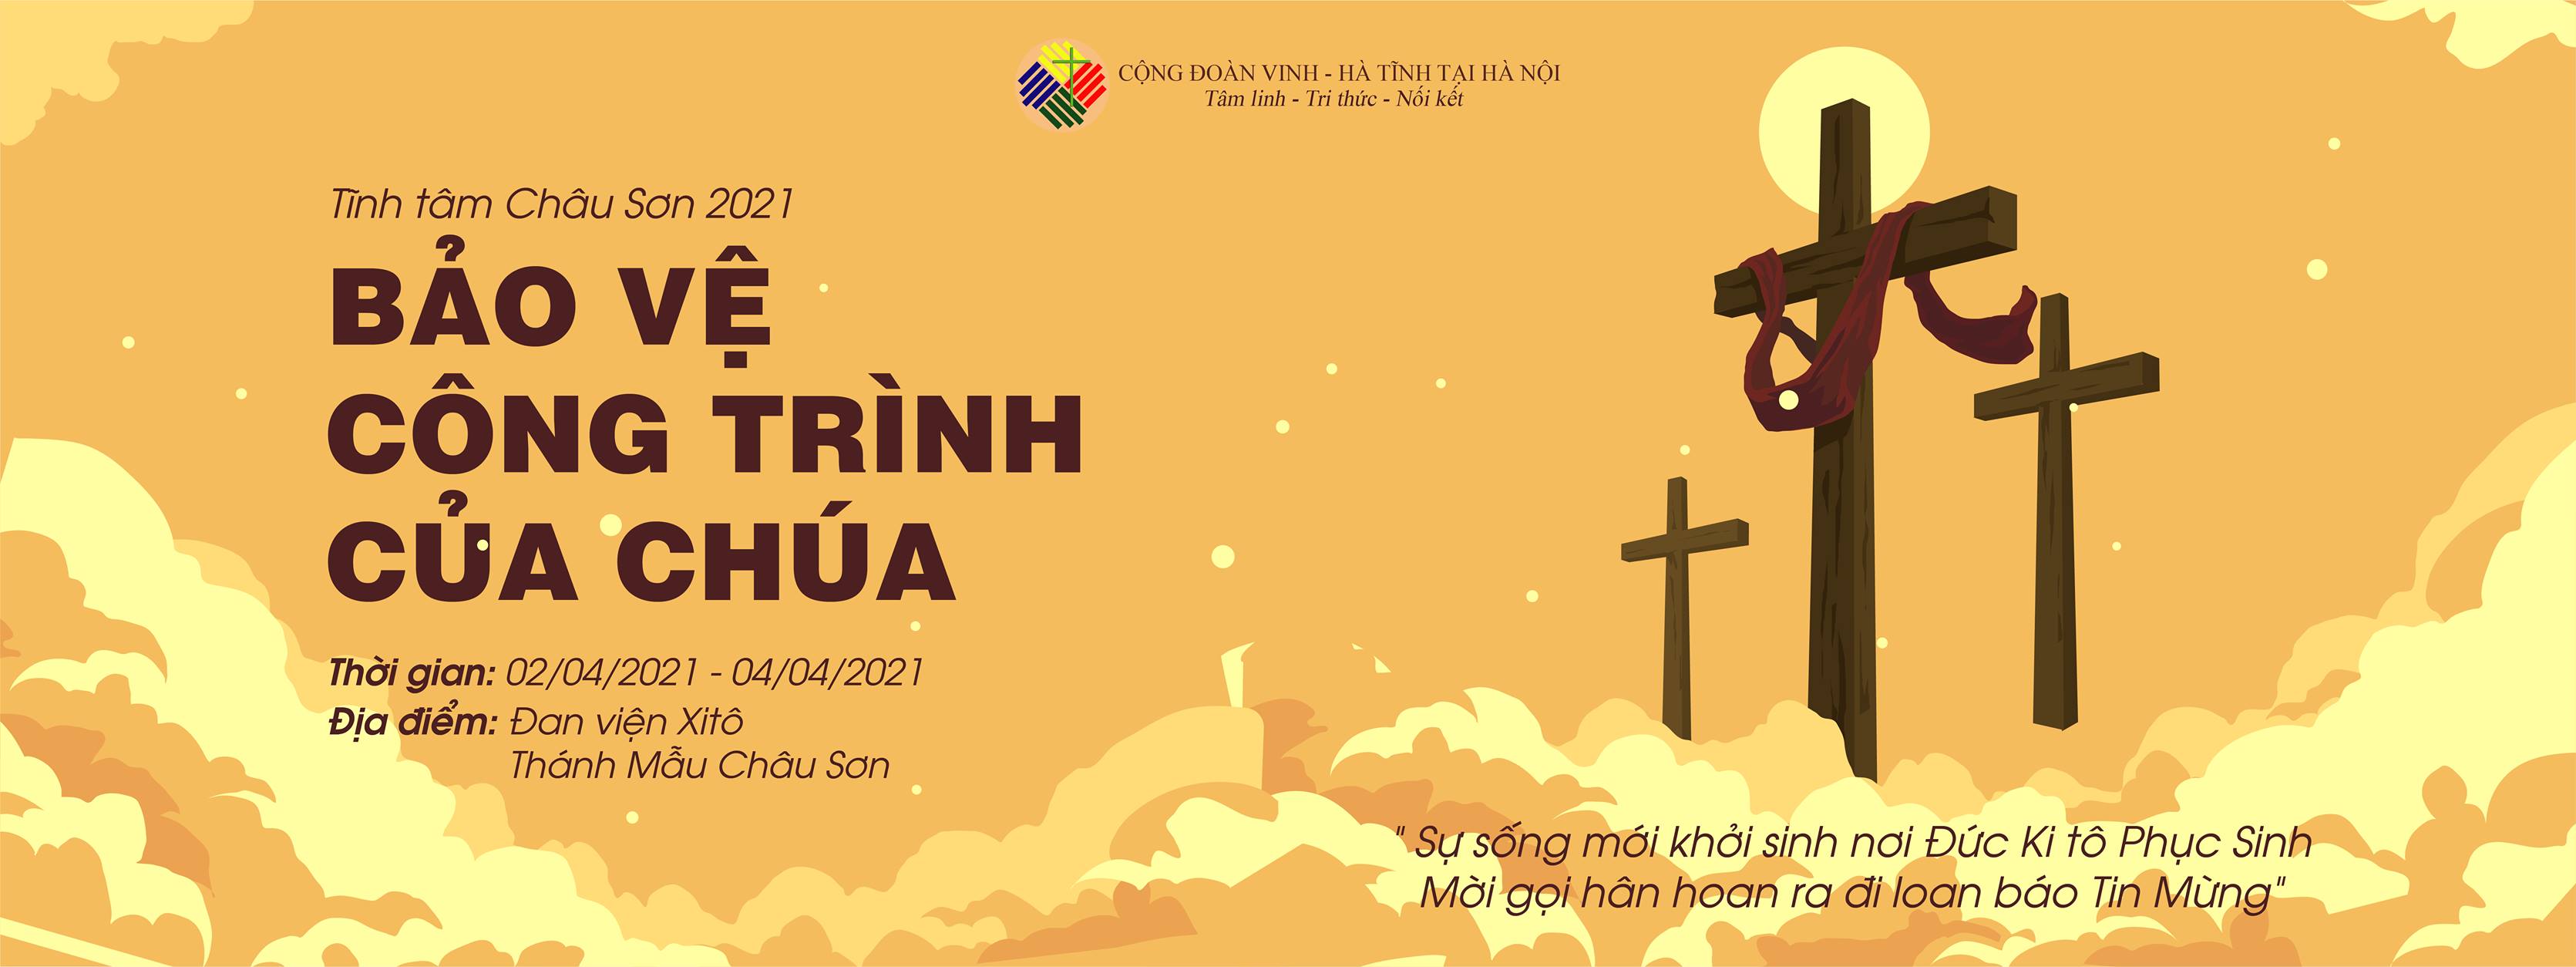 CỘNG ĐOÀN VINH - HÀ TĨNH TẠI HÀ NỘI
Tâm linh - Tri thức - Nối kết
Tĩnh tâm Châu Sơn 2021
BẢO VỆ
CÔNG TRÌNH
CỦA CHÚA
Thời gian: 02/04/2021 - 04/04/2021
Địa điểm: Đan viện Xitô
Thánh Mẫu Châu Sơn
" Sự sống mới khởi sinh nơi Đức Ki tô Phục Sinh
Mời gọi hân hoan ra đi loan báo Tin Mừng"